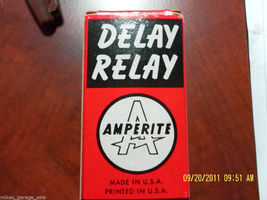 DELAY
RELAY
AMPERITE
MADE IN U.S.A.
PRINTED IN U.S.A.
09/20/2011 09:51 AM
mikes_garage_sale